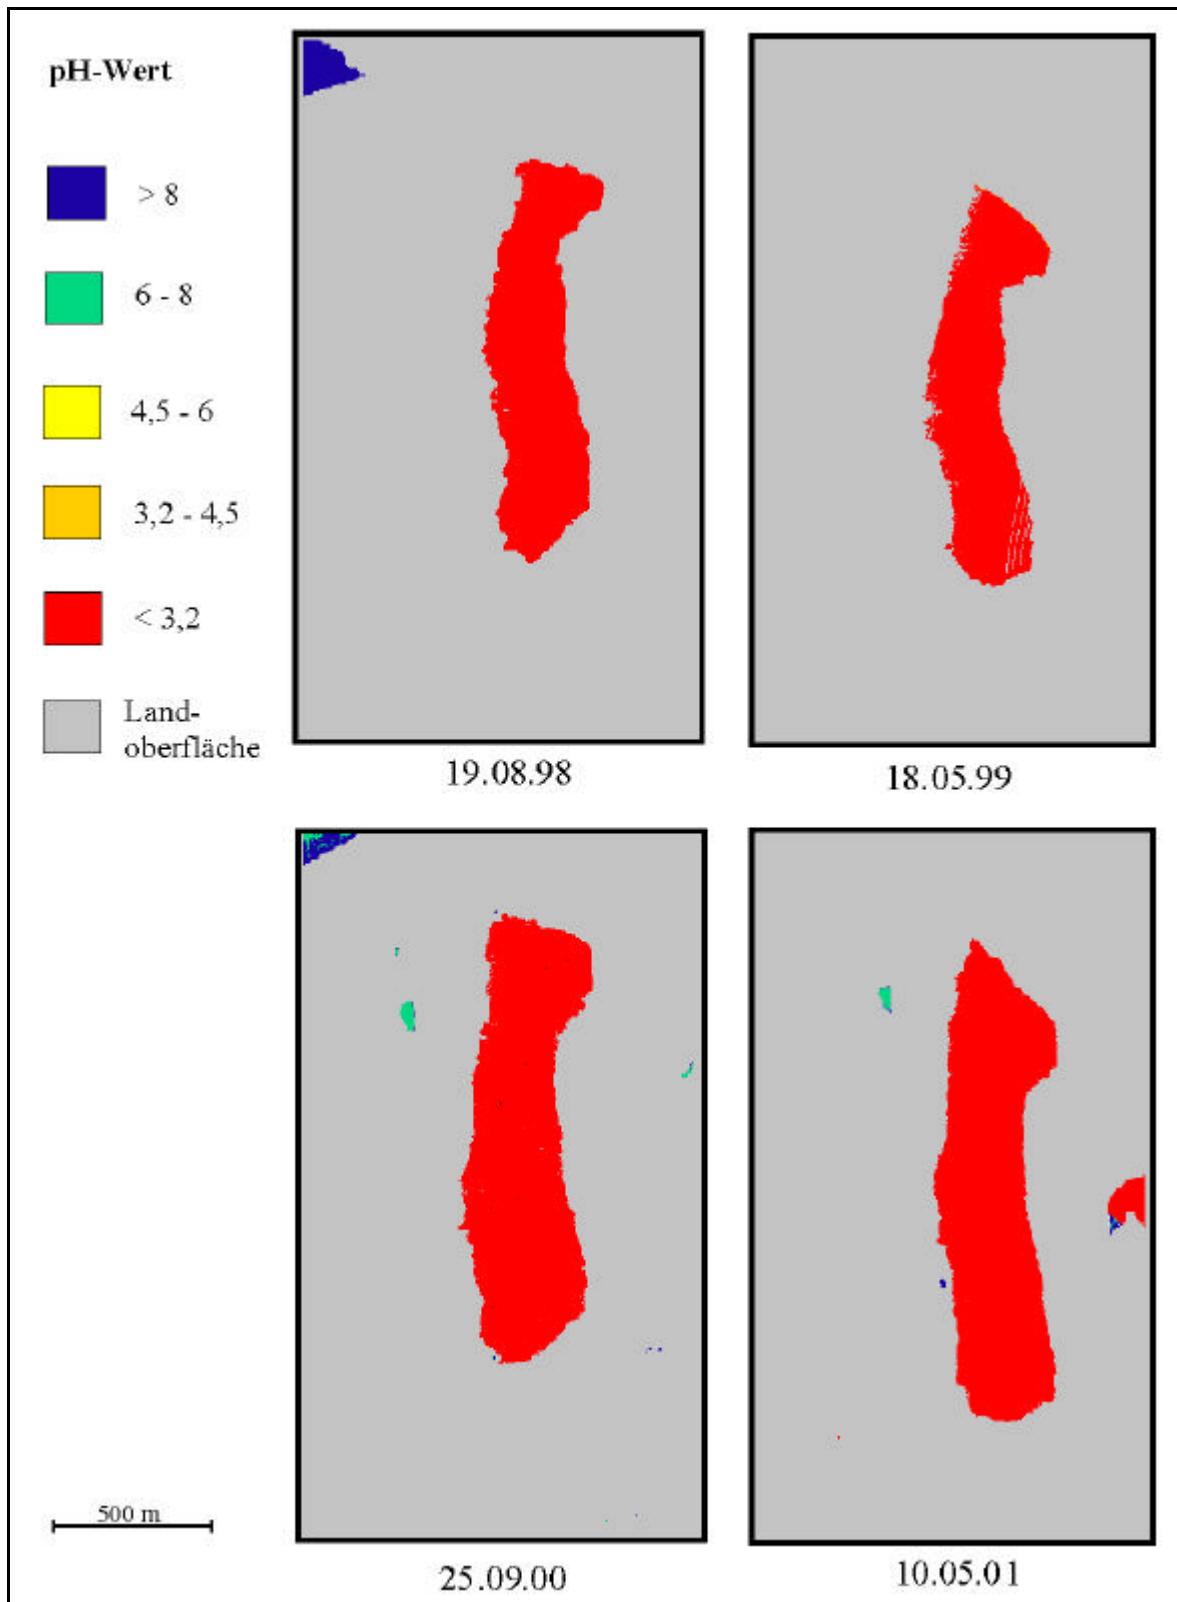 pH-Wert
> 8
6 - 8
4,5 - 6
3,2 - 4,5
< 3,2
Land-
oberfläche
19.08.98
18.05.99
500 m
25.09.00
10.05.01